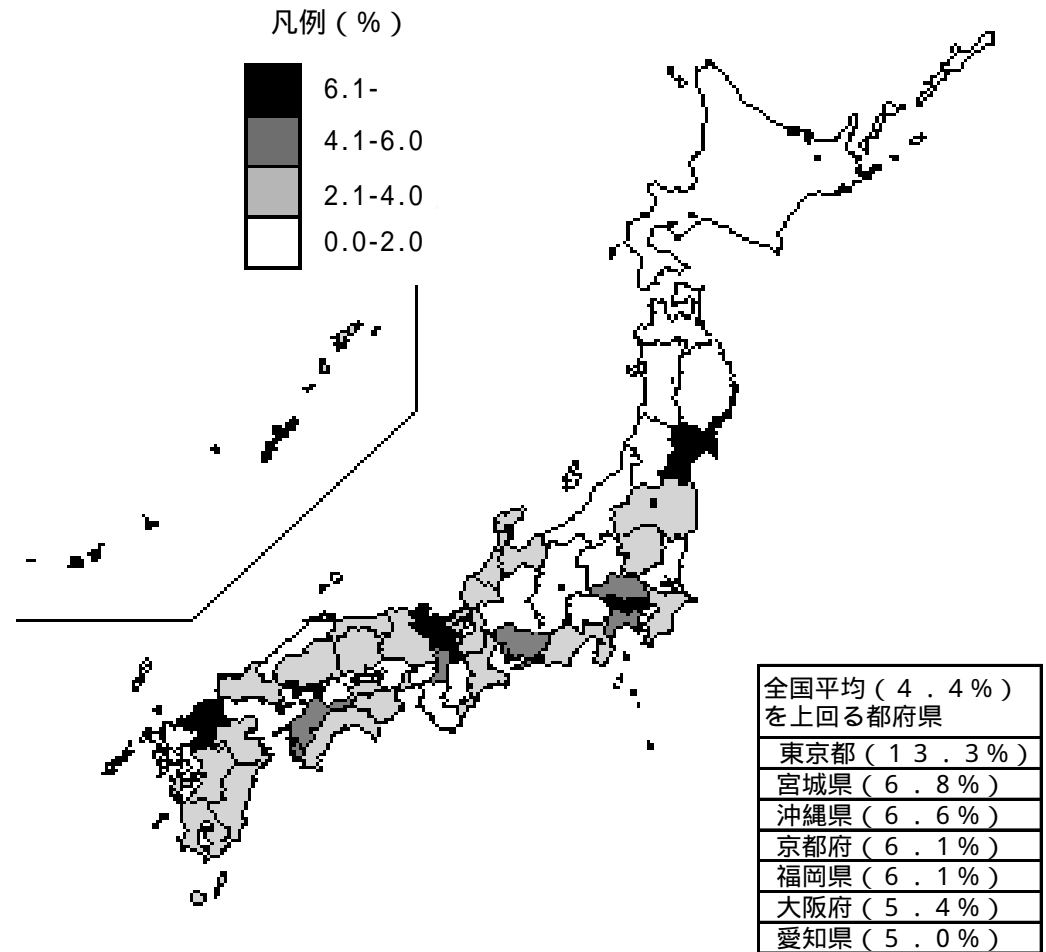 凡例(%)
6.1-
4.1-6.0
2.1-4.0
0.0-2.0
全国平均(4.4%)
を上回る都府県
東京都(13.3%)
宮城県(6.8%)
沖縄県(6.6%)
京都府(6.1%)
福岡県(6.1%)
大阪府(5.4%)
愛知県(5.0%)